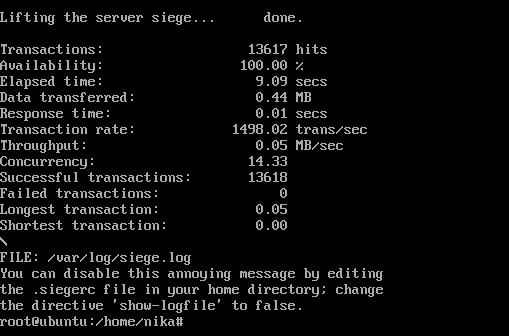 Lifting the server siege...      done.
Transactions:                  13617 hits
Availability:                 100.00 %
Elapsed time:                   9.09 secs
Data transferred:               0.44 MB
Response time:                  0.01 secs
Transaction rate:            1498.02 trans/sec
Throughput:                     0.05 MB/sec
Concurrency:                   14.33
Successful transactions:       13618
Failed transactions:               0
Longest transaction:            0.05
Shortest transaction:           0.00
\
FILE: /var/log/siege.log
You can disable this annoying message by editing
the .siegerc file in your home directory; change
the directive 'show-logfile' to false.
root@ubuntu:/home/nika#